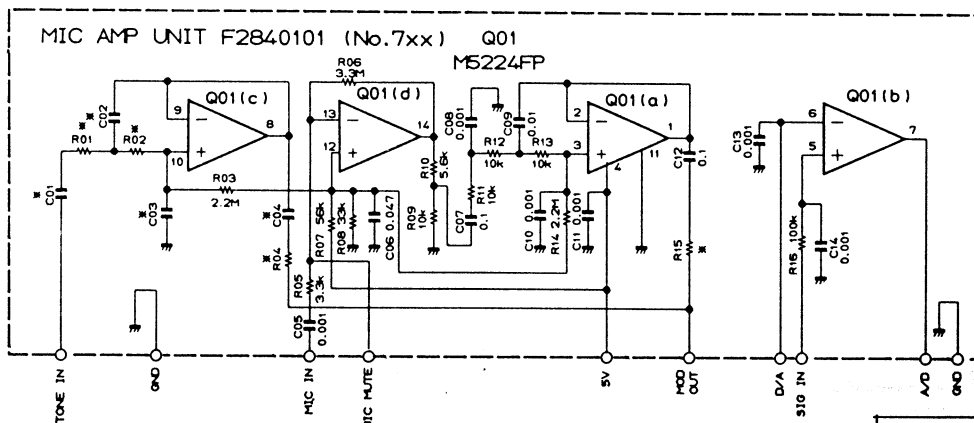 MIC AMP UNIT F2840101 (No.7xx) Q01
M5224FP
R06
3.3M
Q01(c)
Q01(d)
Q01(a)
Q01(b)
C02
※
R01
※
R02
※
9
10
8
13
12
14
2
3
1
4
11
6
5
7
C08
0.001
C09
0.01
R12
10k
R13
10k
C12
0.1
C13
0.001
C01
※
C03
※
R03
2.2M
C04
※
R04
※
R07 56k
R08 33k
C06 0.047
R10
5.6k
R09
10k
R11
10k
C07
0.1
C10 0.001
R14 2.2M
C11 0.001
R15
※
R16 100k
C14
0.001
R05
3.3k
C05
0.001
TONE IN
GND
MIC IN
MIC MUTE
5V
MOD
OUT
D/A
SIG IN
A/D
GND